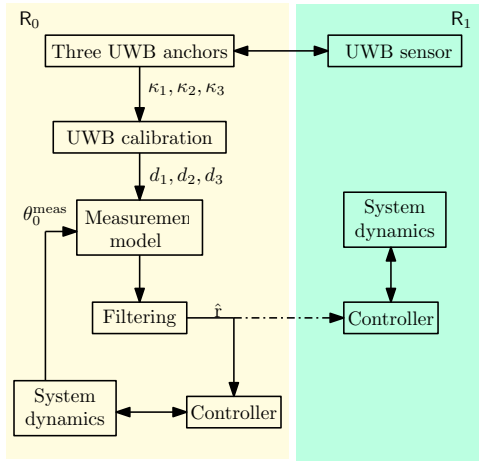 R₀
R₁
Three UWB anchors
UWB sensor
κ₁, κ₂, κ₃
UWB calibration
d₁, d₂, d₃
θ₀ᵐᵉᵃˢ
Measuremen
model
System
dynamics
Filtering
r̂
Controller
System
dynamics
Controller